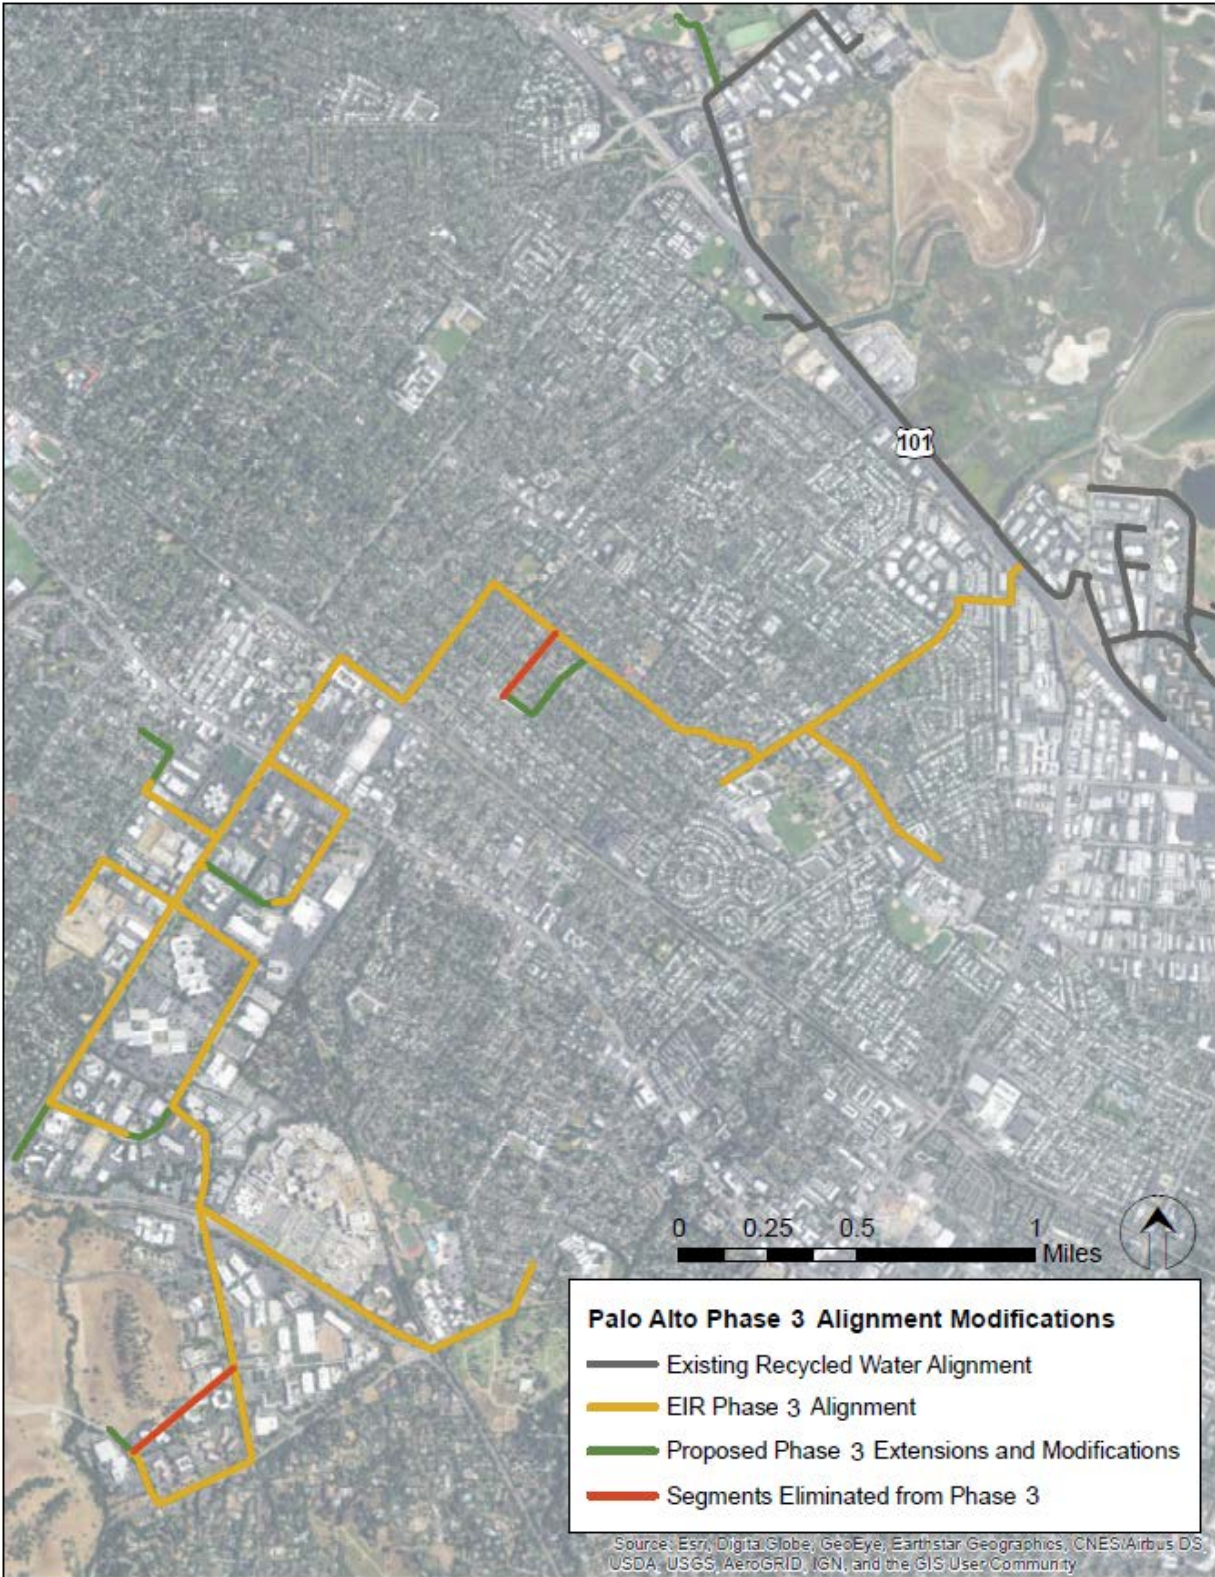 101
0 0.25 0.5 1
Miles
Palo Alto Phase 3 Alignment Modifications
Existing Recycled Water Alignment
EIR Phase 3 Alignment
Proposed Phase 3 Extensions and Modifications
Segments Eliminated from Phase 3
Source: Esri, DigitalGlobe, GeoEye, Earthstar Geographics, CNES/Airbus DS,
USDA, USGS, AeroGRID, IGN, and the GIS User Community